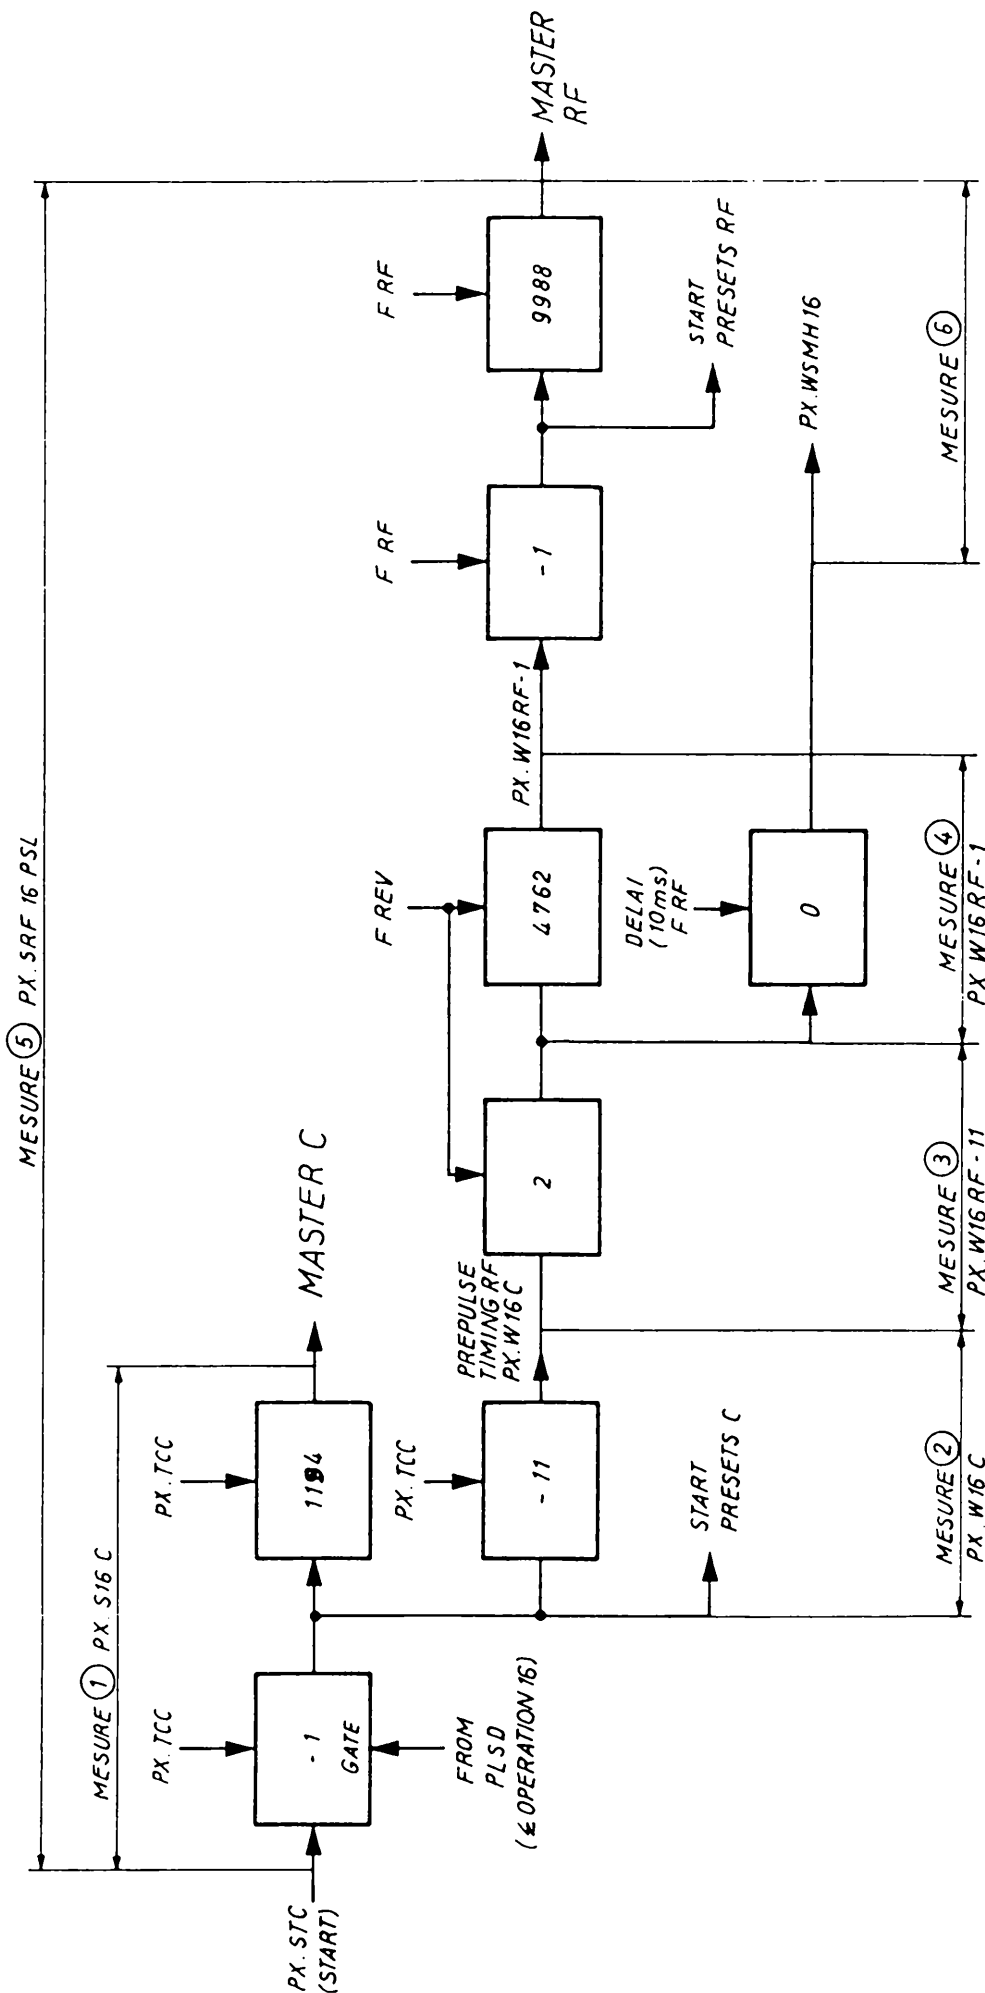 MESURE 5 PX. SRF 16 PSL
MESURE 1 PX. S16 C
PX. STC
(START)
PX.TCC
- 1
GATE
FROM
PLSD
(& OPERATION 16)
PX.TCC
MASTER C
PX.TCC
- 11
START
PRESETS C
PREPULSE
TIMING RF
PX.W16 C
2
F REV
4762
PX. W16 RF-1
F RF
- 1
F RF
9988
MASTER
RF
START
PRESETS RF
DELAI
(10ms)
F RF
0
PX.WSMH16
MESURE 2
PX. W16 C
MESURE 3
PX. W16 RF - 11
MESURE 4
PX W16 RF - 1
MESURE 6